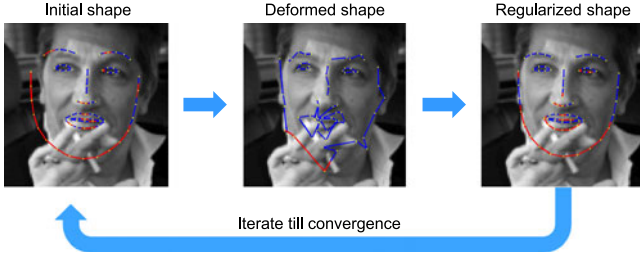 Initial shape
Deformed shape
Regularized shape
Iterate till convergence